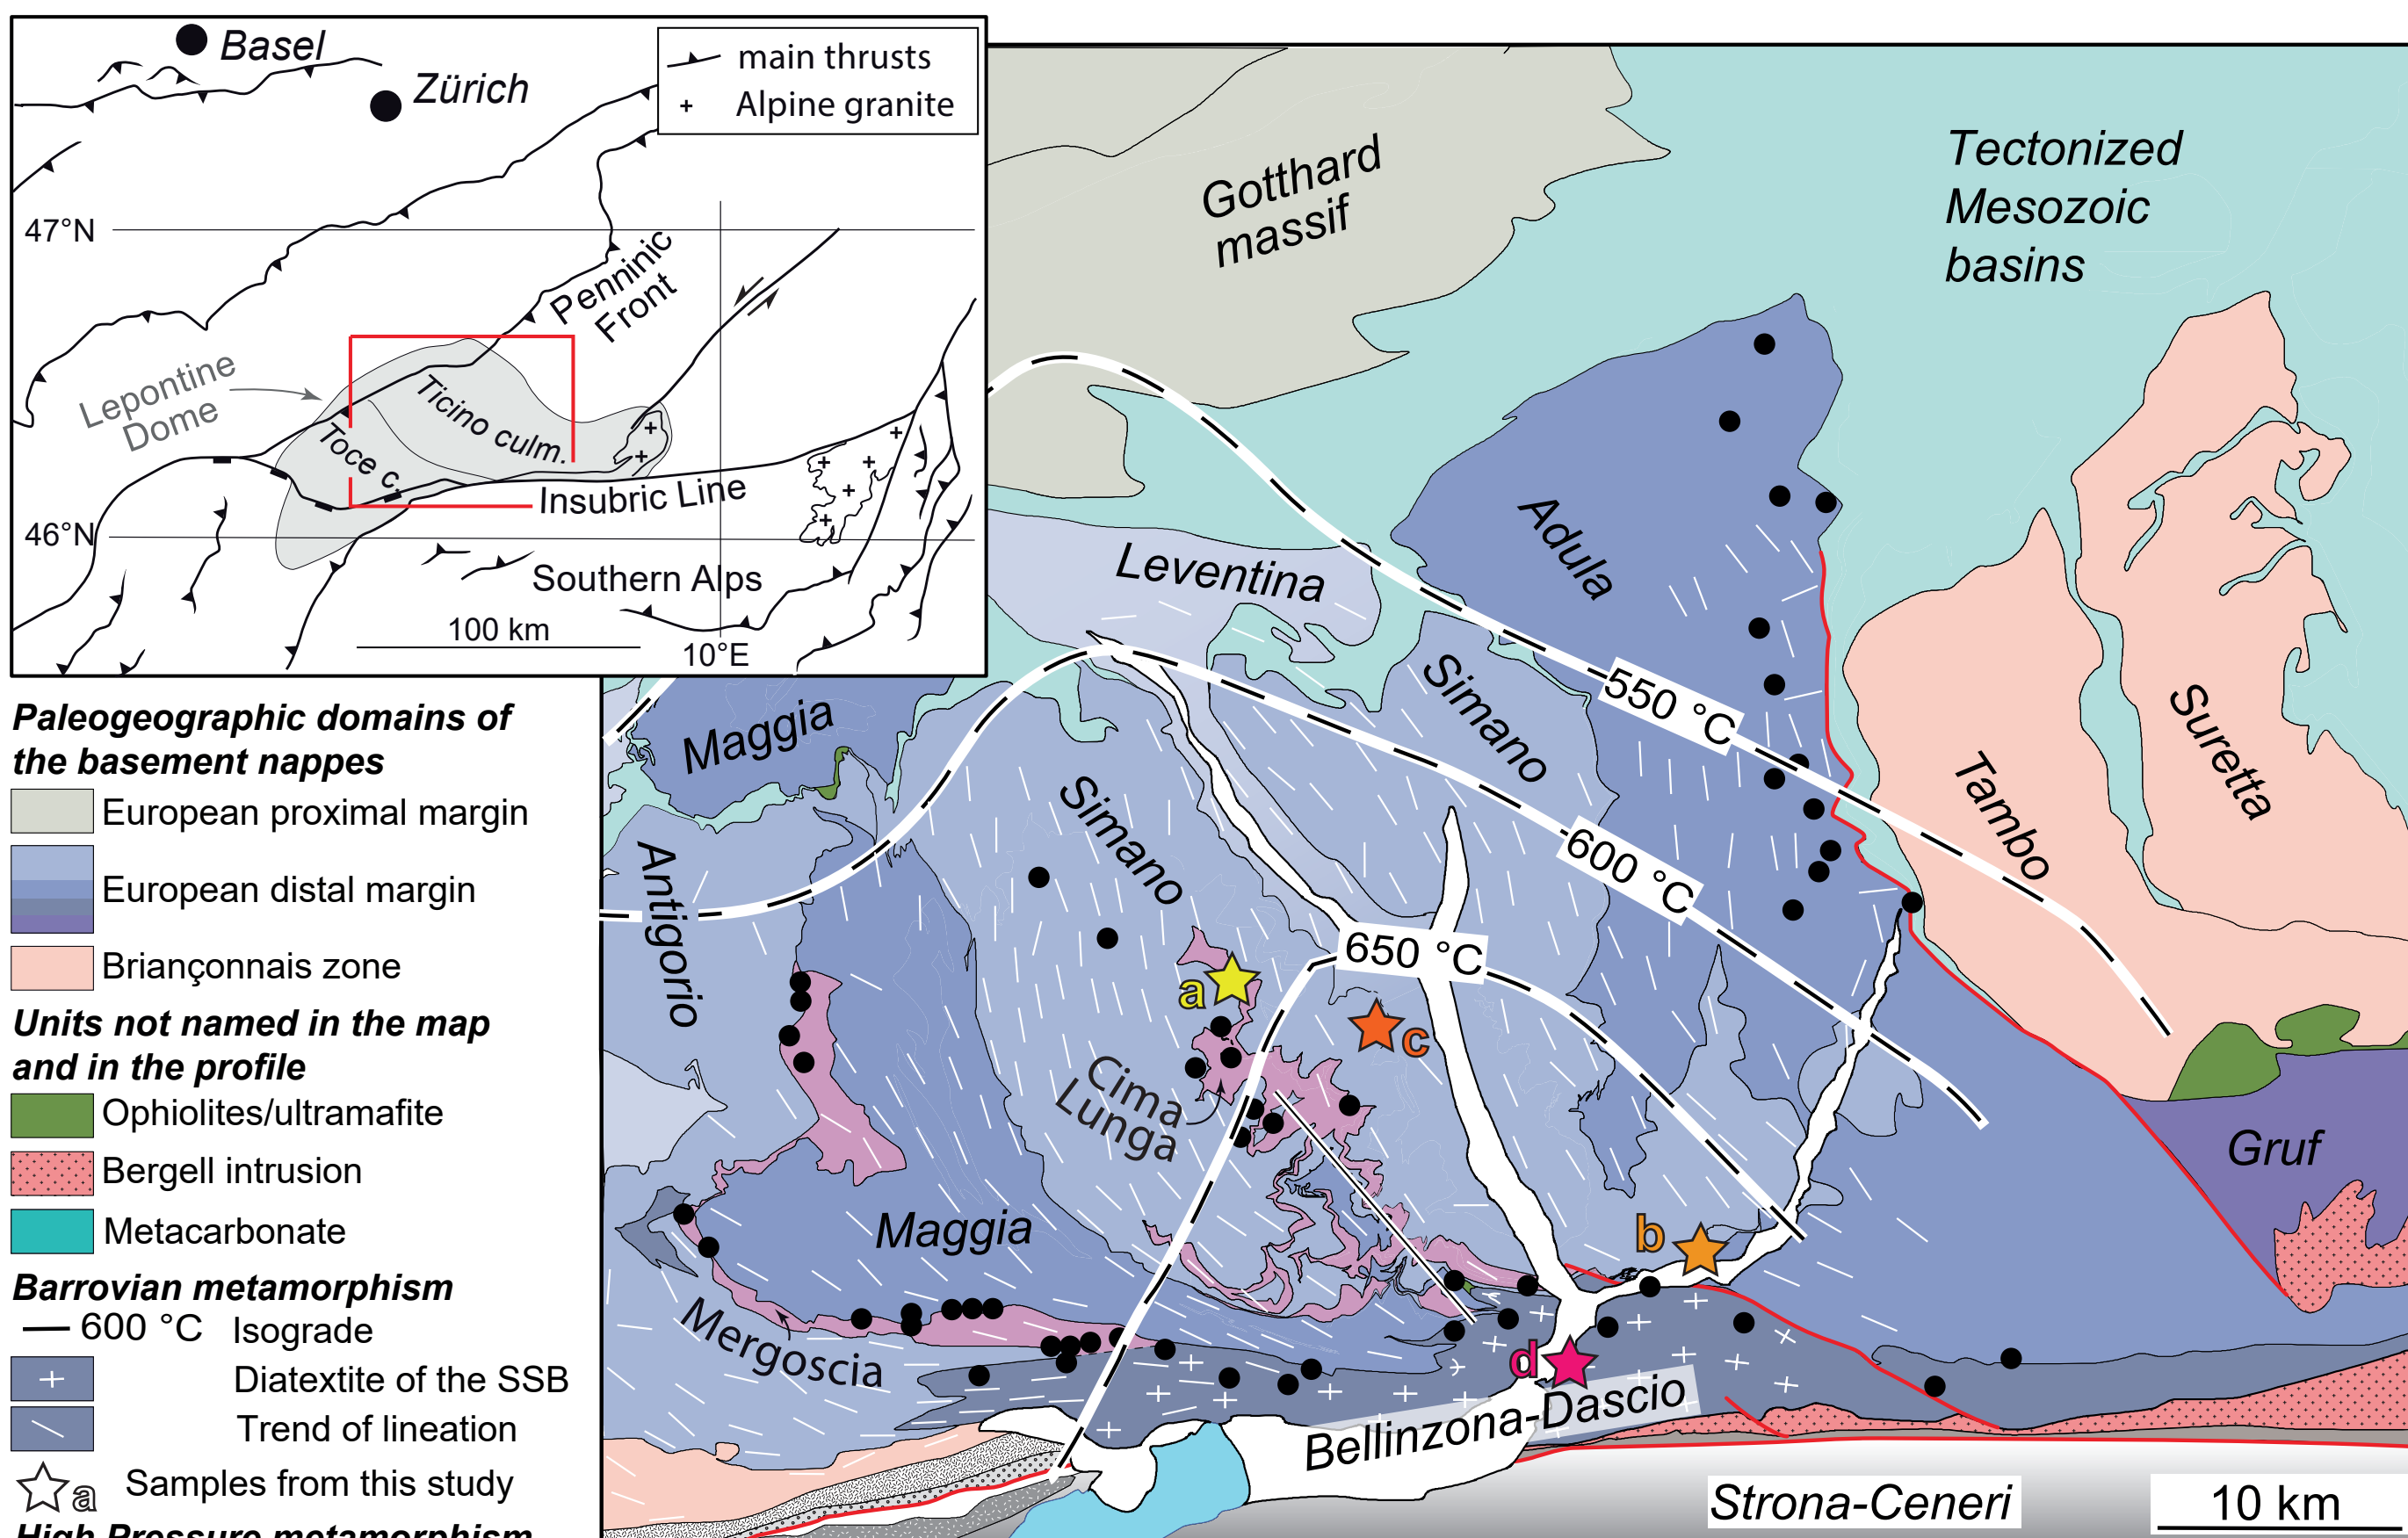 Basel
Zürich
main thrusts
Alpine granite
47°N
Penninic
Front
Lepontine
Dome
Ticino culm.
Toce c.
Insubric Line
46°N
Southern Alps
100 km
10°E
Gotthard
massif
Tectonized
Mesozoic
basins
Leventina
Adula
Simano
550 °C
Suretta
Tambo
Maggia
Simano
600 °C
Antigorio
650 °C
a
c
Cima
Lunga
Gruf
b
Maggia
Mergoscia
d
Bellinzona-Dascio
Strona-Ceneri
10 km
Paleogeographic domains of
the basement nappes
European proximal margin
European distal margin
Briançonnais zone
Units not named in the map
and in the profile
Ophiolites/ultramafite
Bergell intrusion
Metacarbonate
Barrovian metamorphism
600 °C Isograde
Diatextite of the SSB
Trend of lineation
a Samples from this study
High Pressure metamorphism